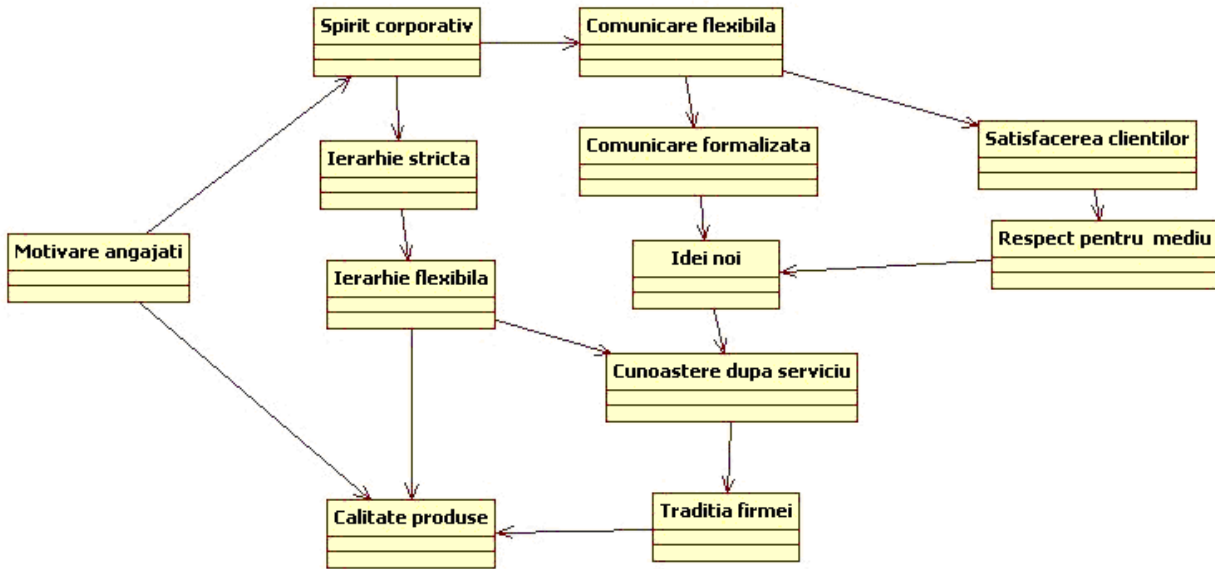 Spirit corporativ
Comunicare flexibila
Ierarhie stricta
Comunicare formalizata
Satisfacerea clientilor
Motivare angajati
Ierarhie flexibila
Idei noi
Respect pentru  mediu
Cunoastere dupa serviciu
Calitate produse
Traditia firmei